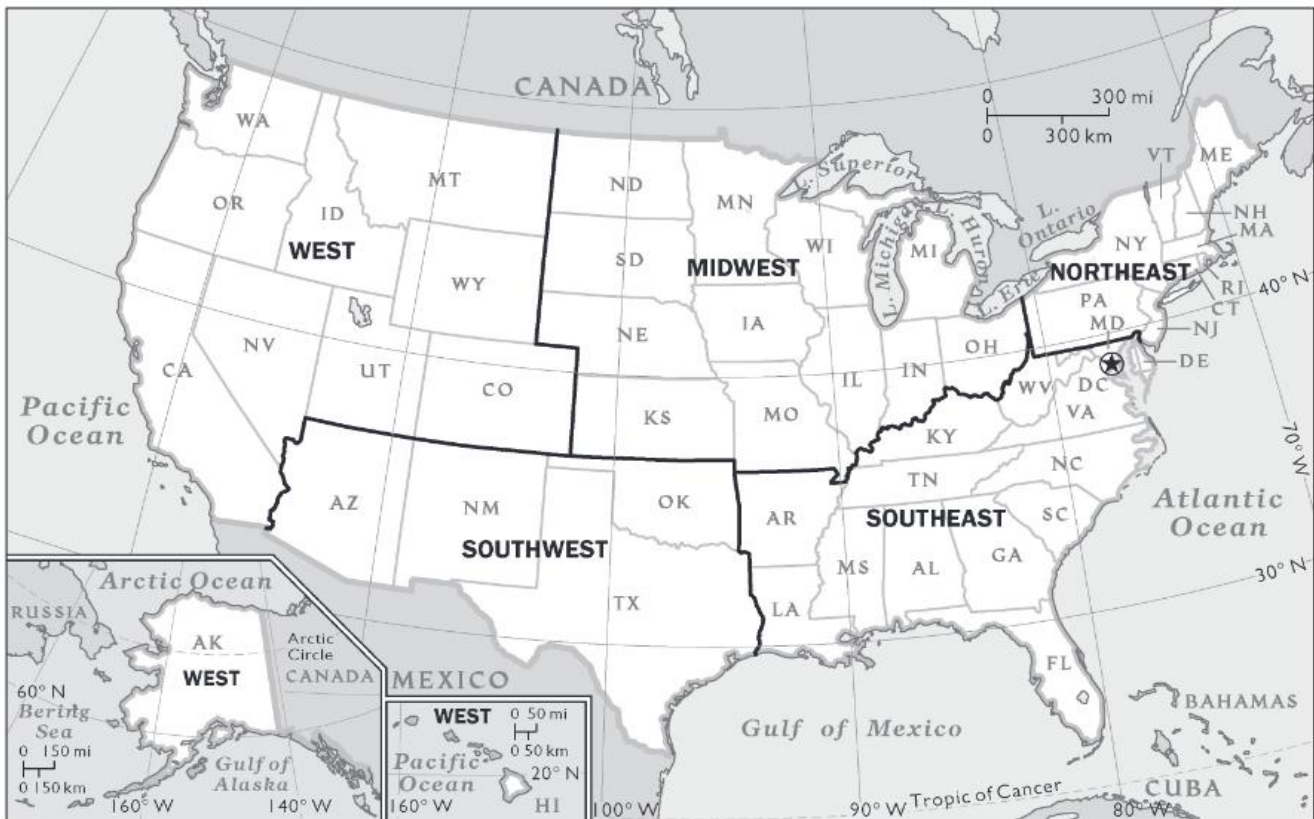 CANADA
0 300 mi
0 300 km
WA
MT
ND
MN
L. Superior
VT
ME
OR
ID
WEST
SD
MIDWEST
WI
L. Michigan
MI
L. Huron
L. Ontario
NY
NH
MA
NORTHEAST
WY
L. Erie
RI
CT
40° N
PA
MD
NJ
NE
IA
OH
DE
NV
CA
UT
CO
IL
IN
WV
DC
VA
KS
MO
KY
70° W
Pacific
Ocean
NC
TN
AZ
NM
OK
AR
SOUTHEAST
SC
Atlantic
Ocean
SOUTHWEST
MS
AL
GA
30° N
TX
LA
FL
Arctic Ocean
RUSSIA
AK
Arctic
Circle
WEST
CANADA
60° N
Bering
Sea
0 150 mi
0 150 km
Gulf of
Alaska
160° W
140° W
MEXICO
WEST
0 50 mi
0 50 km
Pacific
Ocean
20° N
160° W
HI
100° W
Gulf of Mexico
BAHAMAS
90° W
Tropic of Cancer
80° W
CUBA